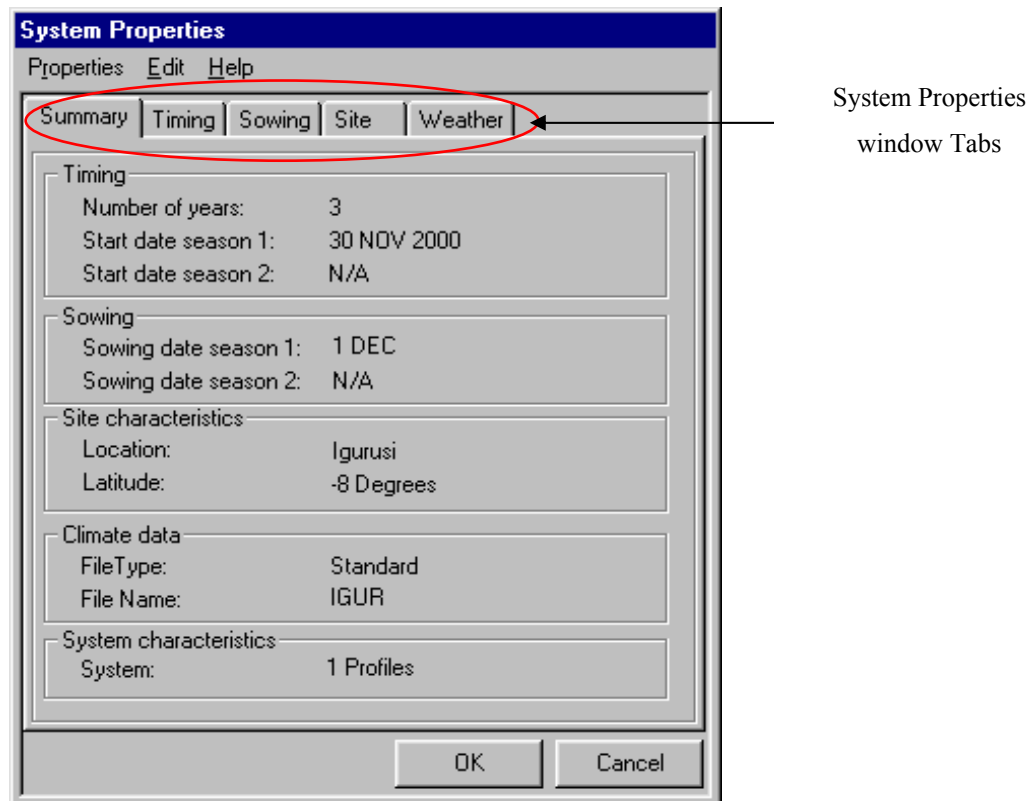 System Properties
Properties Edit Help
Summary Timing Sowing Site Weather
System Properties
window Tabs
Timing
Number of years: 3
Start date season 1: 30 NOV 2000
Start date season 2: N/A
Sowing
Sowing date season 1: 1 DEC
Sowing date season 2: N/A
Site characteristics
Location: Igurusi
Latitude: -8 Degrees
Climate data
FileType: Standard
File Name: IGUR
System characteristics
System: 1 Profiles
OK Cancel